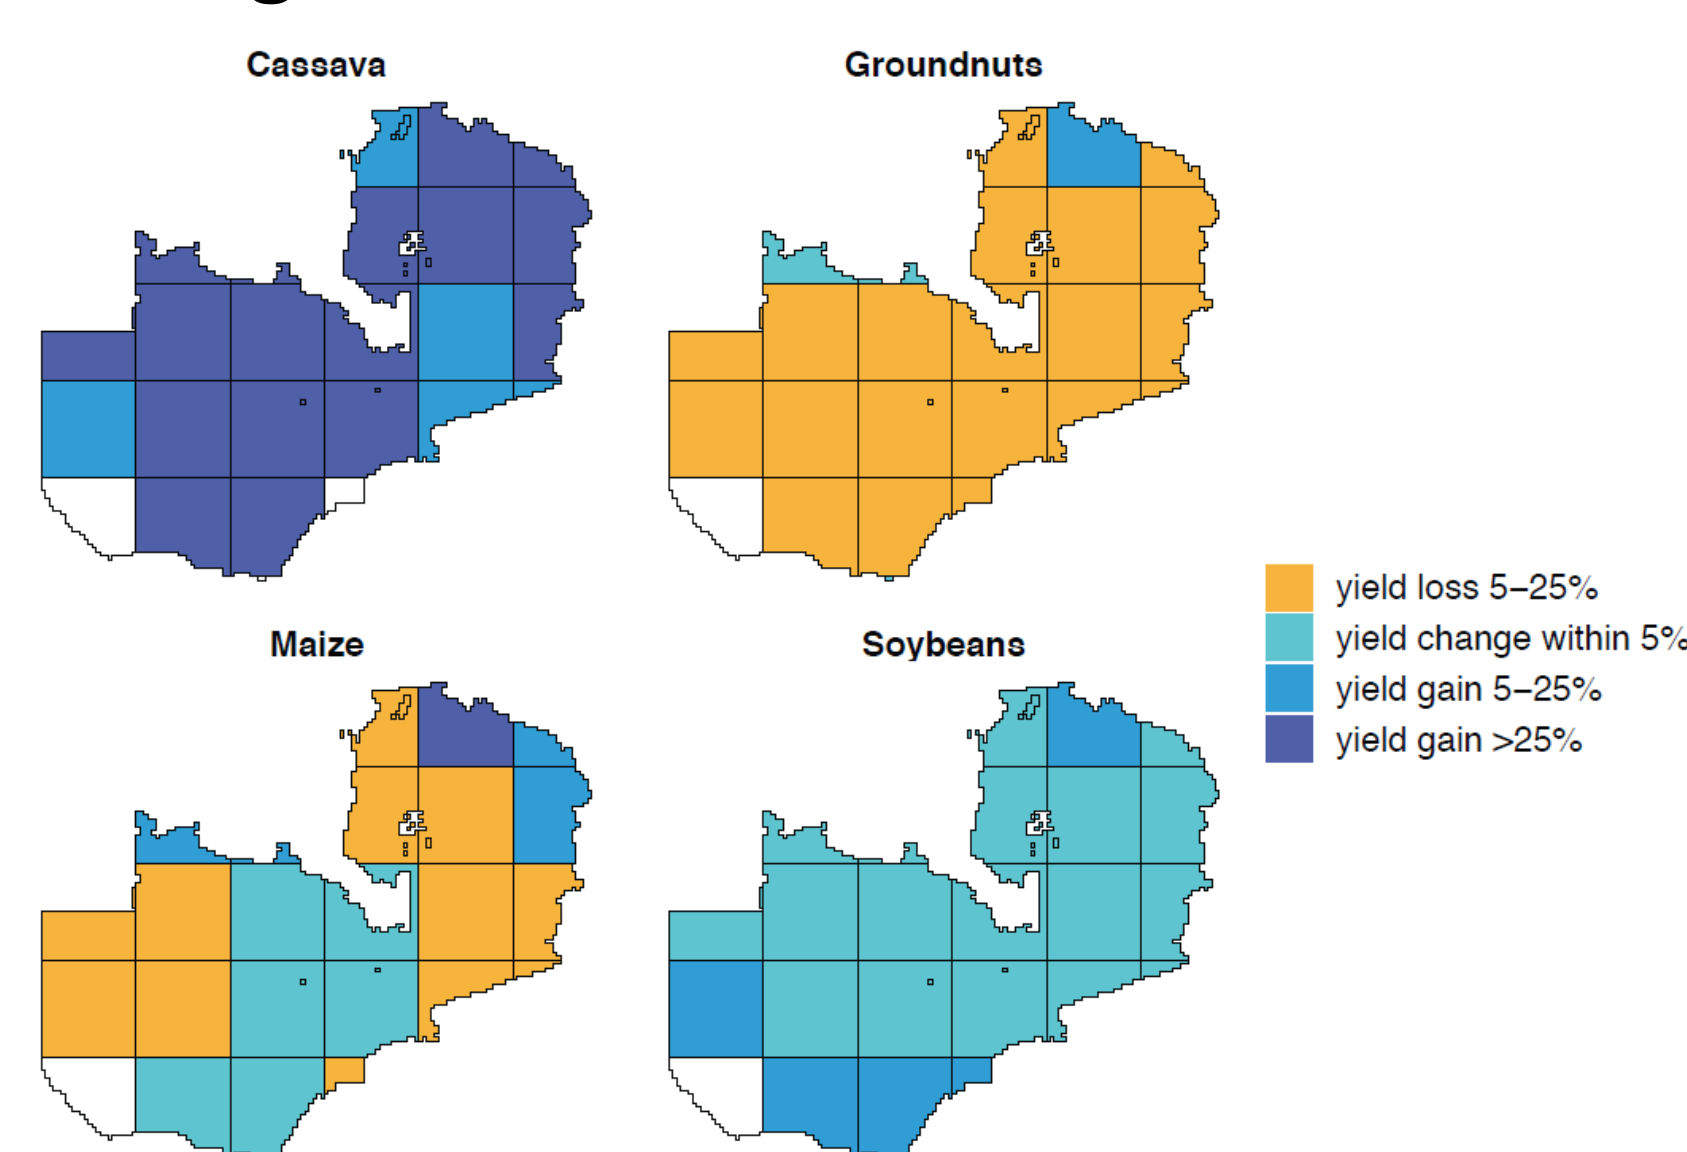 Cassava
Groundnuts
Maize
Soybeans
yield loss 5–25%
yield change within 5%
yield gain 5–25%
yield gain >25%